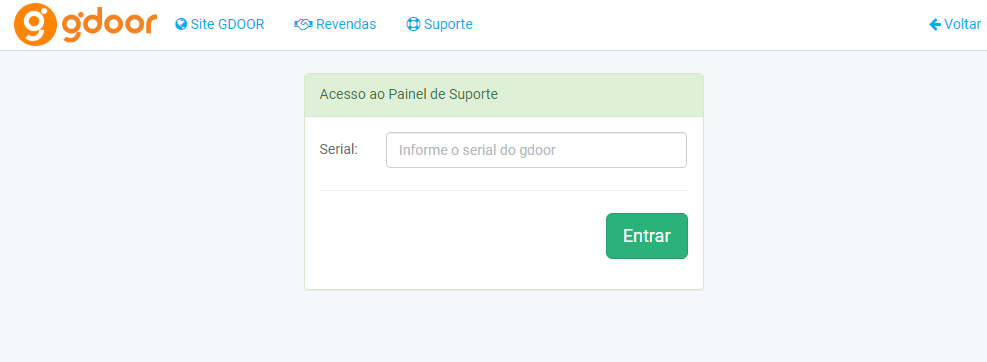 gdoor Site GDOOR Revendas Suporte Voltar
Acesso ao Painel de Suporte
Serial: Informe o serial do gdoor
Entrar